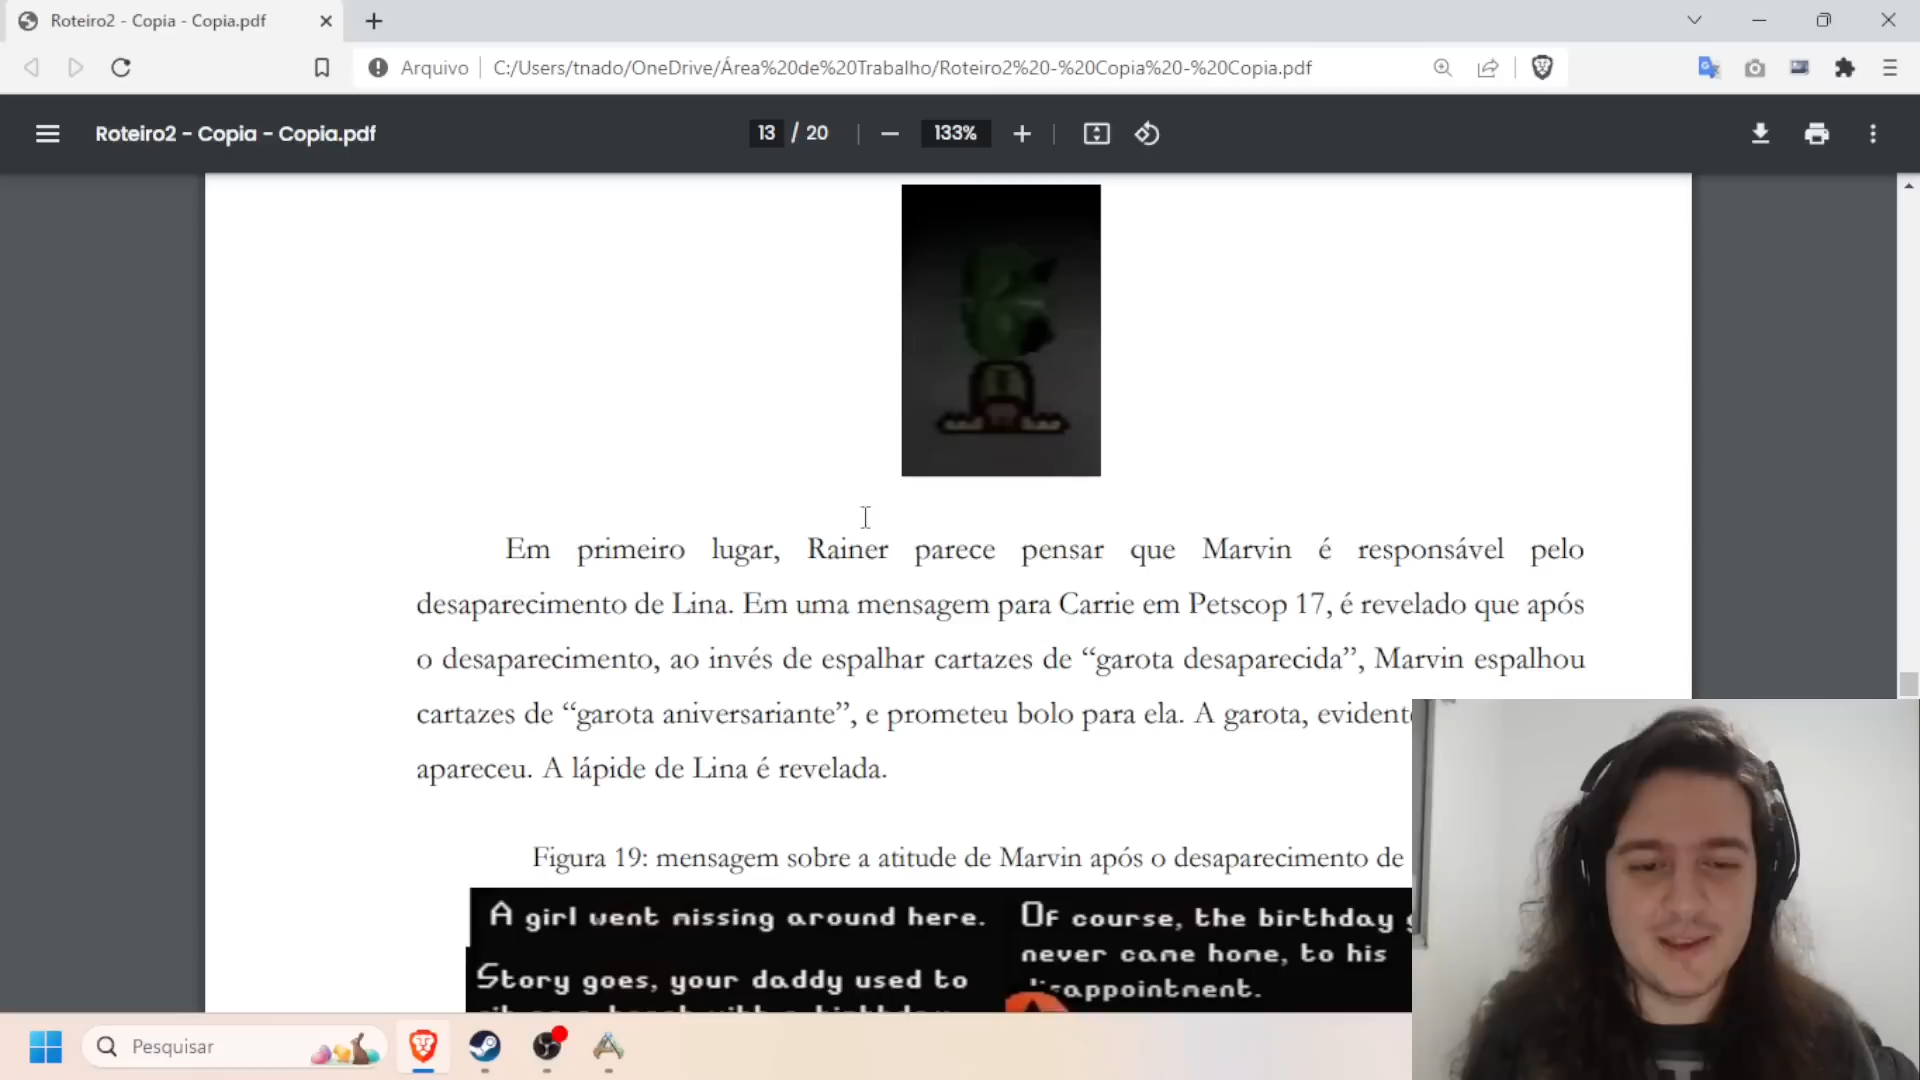 Roteiro2 - Copia - Copia.pdf
Arquivo
C:/Users/tnado/OneDrive/Área%20de%20Trabalho/Roteiro2%20-%20Copia%20-%20Copia.pdf
Roteiro2 - Copia - Copia.pdf
13 / 20
133%
Em primeiro lugar, Rainer parece pensar que Marvin é responsável pelo
desaparecimento de Lina. Em uma mensagem para Carrie em Petscop 17, é revelado que após
o desaparecimento, ao invés de espalhar cartazes de “garota desaparecida”, Marvin espalhou
cartazes de “garota aniversariante”, e prometeu bolo para ela. A garota, evident
apareceu. A lápide de Lina é revelada.
Figura 19: mensagem sobre a atitude de Marvin após o desaparecimento de
A girl went missing around here.
Story goes, your daddy used to
Of course, the birthday g
never came home, to his
disappointment.
Pesquisar